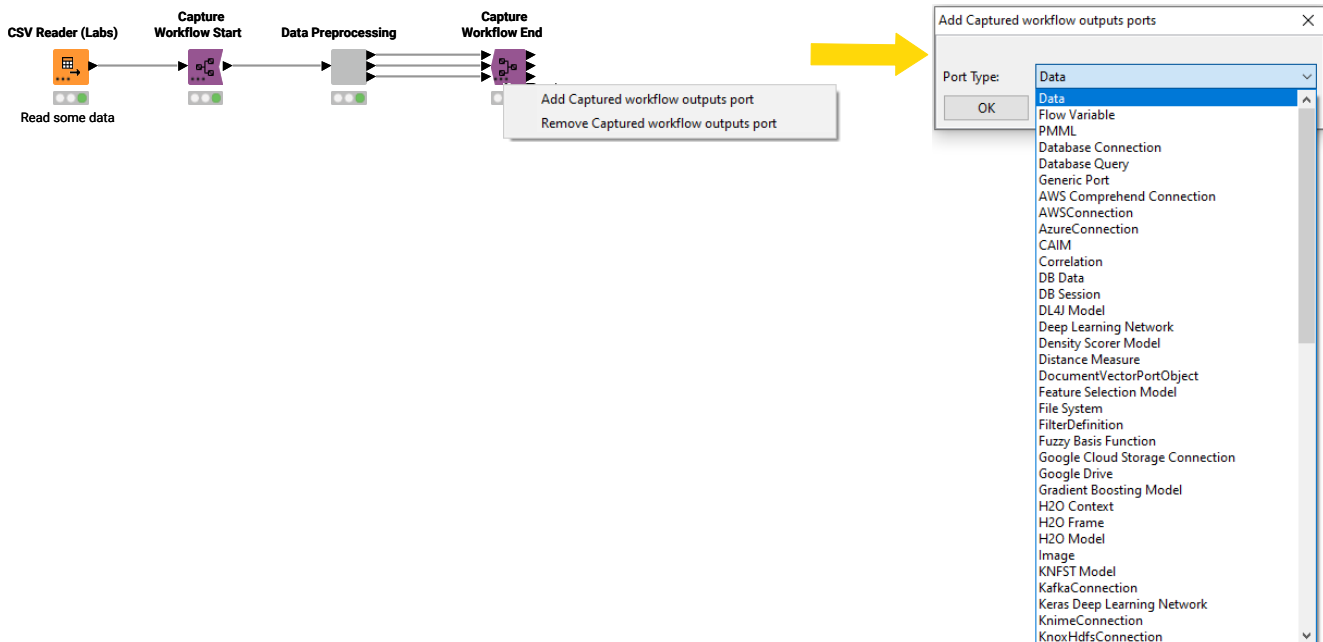 CSV Reader (Labs)
Capture
Workflow Start
Data Preprocessing
Capture
Workflow End
Read some data
Add Captured workflow outputs port
Remove Captured workflow outputs port
Add Captured workflow outputs ports
Port Type:
Data
OK
Data
Flow Variable
PMML
Database Connection
Database Query
Generic Port
AWS Comprehend Connection
AWSConnection
AzureConnection
CAIM
Correlation
DB Data
DB Session
DL4J Model
Deep Learning Network
Density Scorer Model
Distance Measure
DocumentVectorPortObject
Feature Selection Model
File System
FilterDefinition
Fuzzy Basis Function
Google Cloud Storage Connection
Google Drive
Gradient Boosting Model
H2O Context
H2O Frame
H2O Model
Image
KNFST Model
KafkaConnection
Keras Deep Learning Network
KnimeConnection
KnoxHdfsConnection